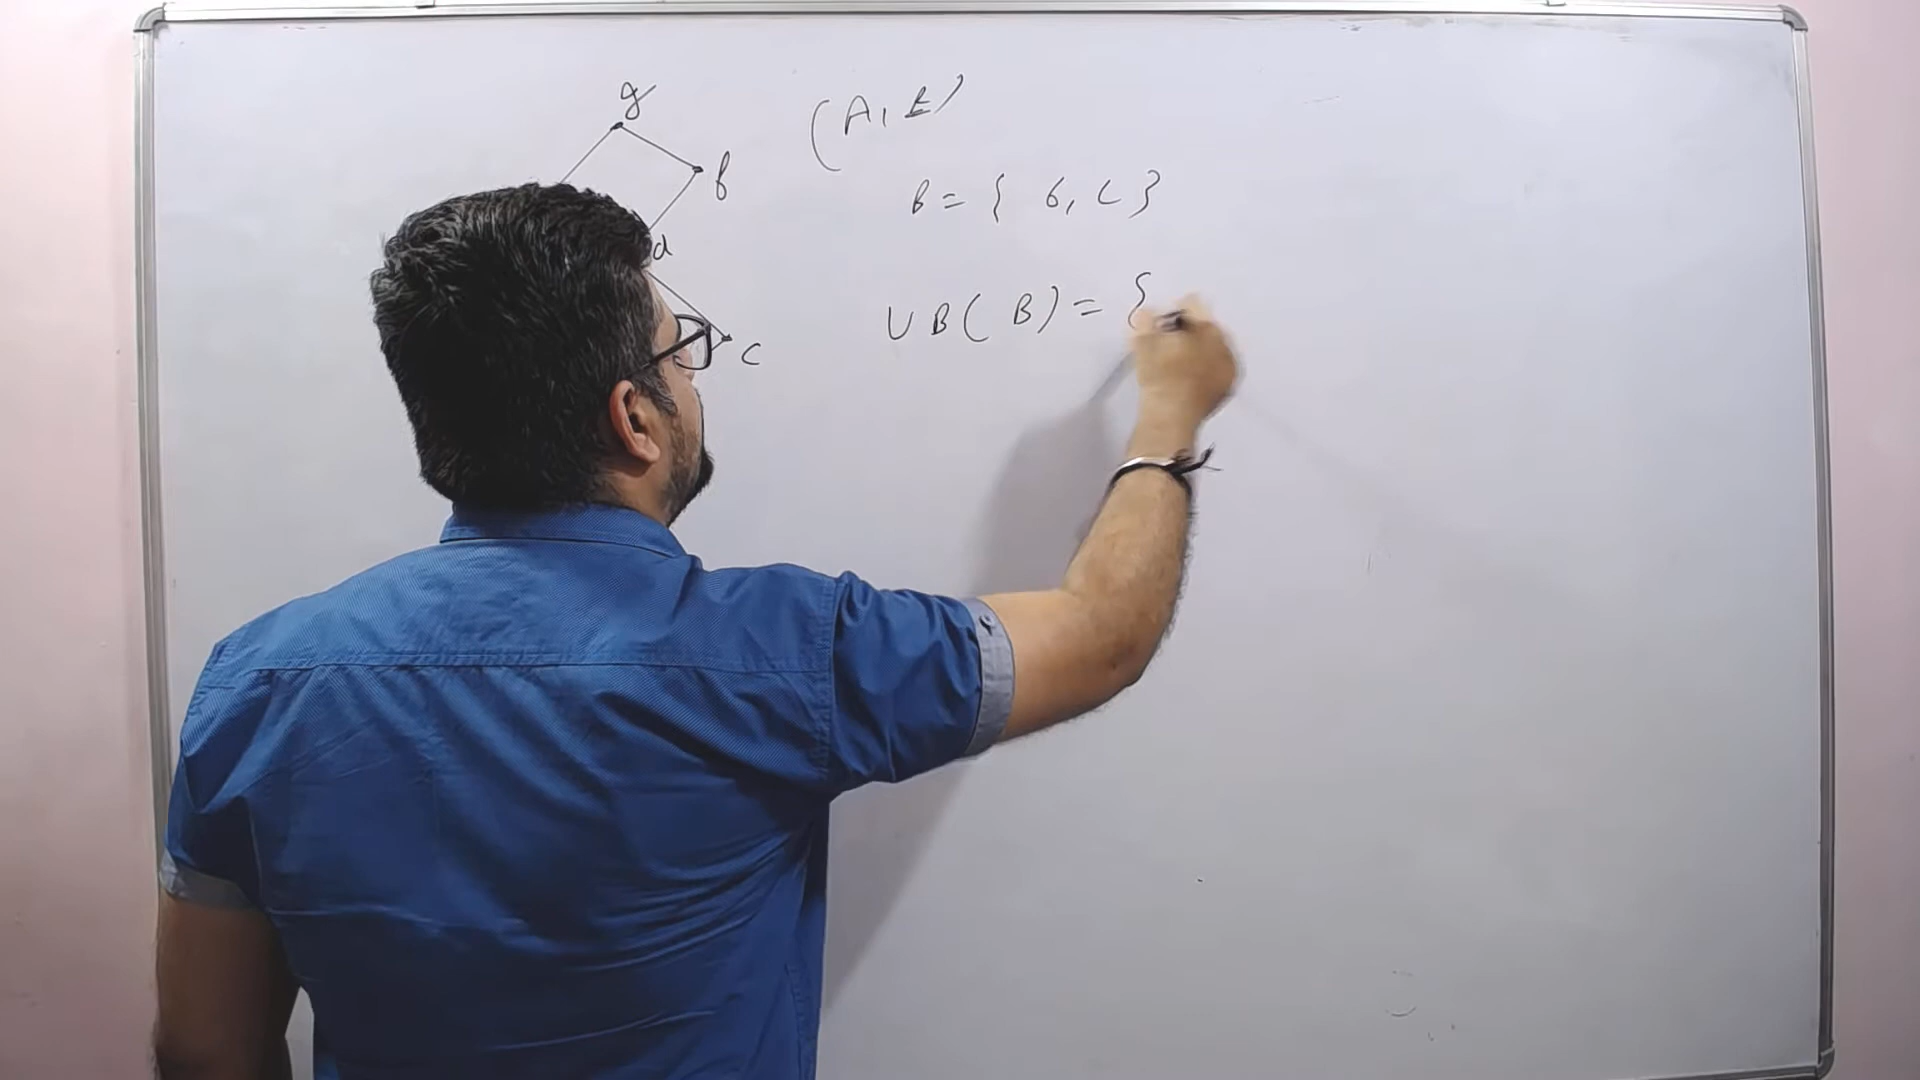 g
(A, ≤)
f
B = { b, c }
d
UB( B) = {
c